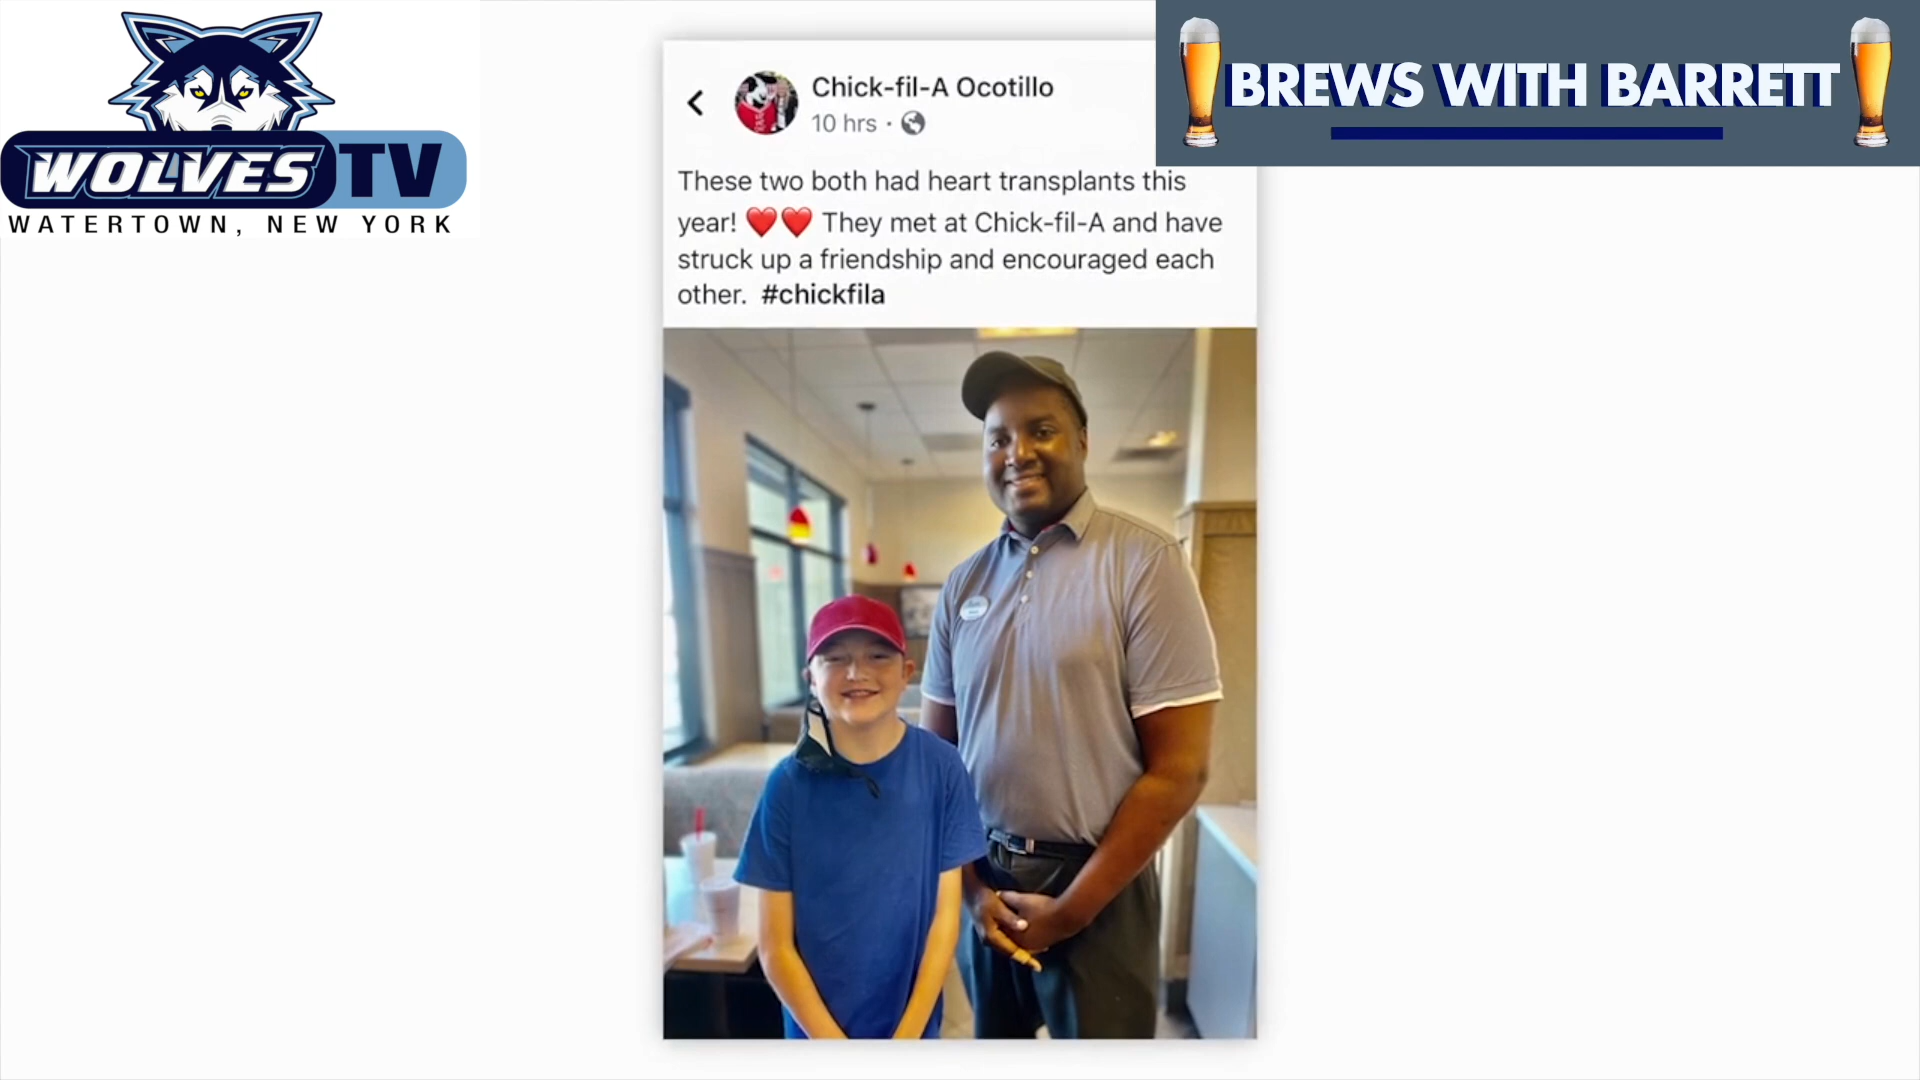 WOLVES TV
WATERTOWN, NEW YORK
BREWS WITH BARRETT
Chick-fil-A Ocotillo
10 hrs ·
These two both had heart transplants this
year! ❤️❤️ They met at Chick-fil-A and have
struck up a friendship and encouraged each
other. #chickfila